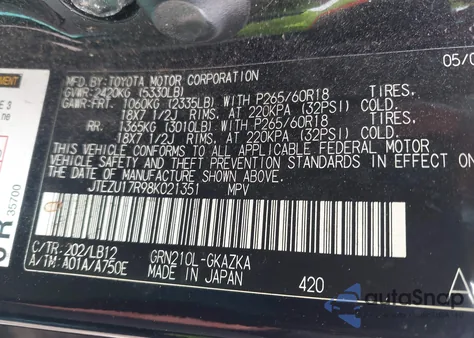 05/0
MFD.BY:TOYOTA MOTOR CORPORATION
GVWR:2420KG (5330LB)
GAWR:FRT. 1060KG (2335LB) WITH P265/60R18 TIRES.
18X7 1/2J RIMS, AT 220KPA (32PSI) COLD.
RR. 1365KG (3010LB) WITH P265/60R18 TIRES.
18X7 1/2J RIMS, AT 220KPA (32PSI) COLD.
THIS VEHICLE CONFORMS TO ALL APPLICABLE FEDERAL MOTOR
VEHICLE SAFETY AND THEFT PREVENTION STANDARDS IN EFFECT ON
THE DATE OF MANUFACTURE SHOWN ABOVE.
JTEZU17R98K021351 MPV
C/TR:202/LB12 GRN210L-GKAZKA
A/TM:A01A/A750E MADE IN JAPAN 420
35700
autoSnap